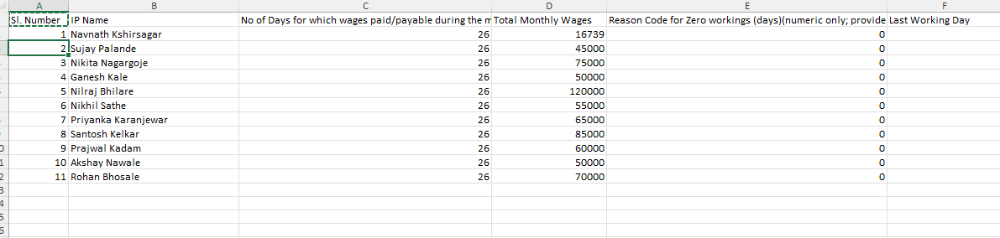 A B C D E F
Sl. Number IP Name No of Days for which wages paid/payable during the m Total Monthly Wages Reason Code for Zero workings (days)(numeric only; provide Last Working Day
1 Navnath Kshirsagar 26 16739 0
2 Sujay Palande 26 45000 0
3 Nikita Nagargoje 26 75000 0
4 Ganesh Kale 26 50000 0
5 Nilraj Bhilare 26 120000 0
6 Nikhil Sathe 26 55000 0
7 Priyanka Karanjewar 26 65000 0
8 Santosh Kelkar 26 85000 0
9 Prajwal Kadam 26 60000 0
10 Akshay Nawale 26 50000 0
11 Rohan Bhosale 26 70000 0